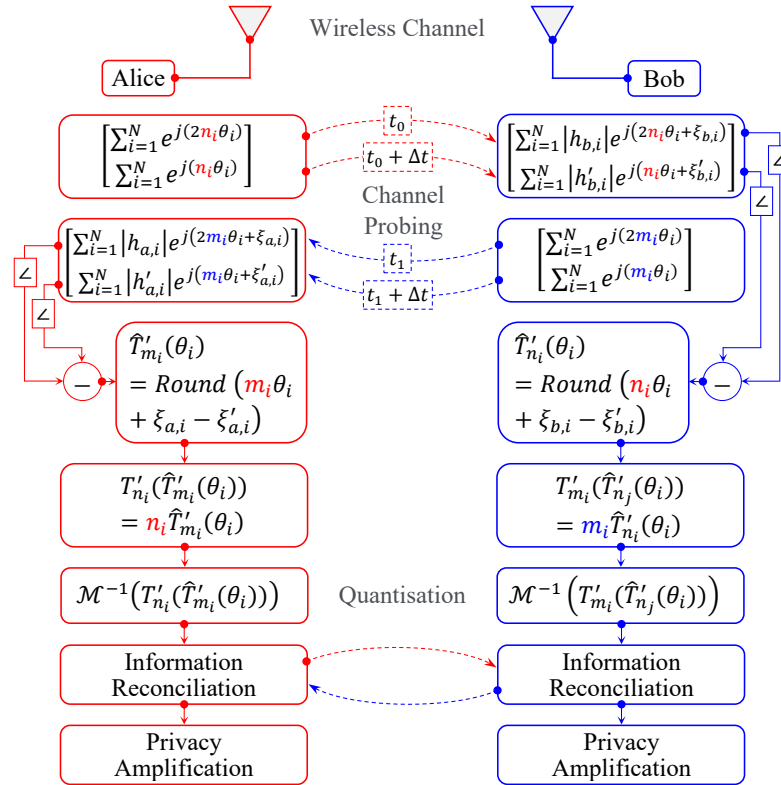 Wireless Channel
Alice
Bob
[∑_{i=1}^{N} e^{j(2n_iθ_i)}]
[∑_{i=1}^{N} e^{j(n_iθ_i)}]
t_0
t_0 + Δt
[∑_{i=1}^{N} |h_{b,i}|e^{j(2n_iθ_i+ξ_{b,i})}]
[∑_{i=1}^{N} |h'_{b,i}|e^{j(n_iθ_i+ξ'_{b,i})}]
∠
∠
Channel
Probing
[∑_{i=1}^{N} |h_{a,i}|e^{j(2m_iθ_i+ξ_{a,i})}]
[∑_{i=1}^{N} |h'_{a,i}|e^{j(m_iθ_i+ξ'_{a,i})}]
∠
∠
t_1
t_1 + Δt
[∑_{i=1}^{N} e^{j(2m_iθ_i)}]
[∑_{i=1}^{N} e^{j(m_iθ_i)}]
−
T̂'_{m_i}(θ_i)
= Round (m_iθ_i
+ ξ_{a,i} − ξ'_{a,i})
T̂'_{n_i}(θ_i)
= Round (n_iθ_i
+ ξ_{b,i} − ξ'_{b,i})
−
T'_{n_i}(T̂'_{m_i}(θ_i))
= n_iT̂'_{m_i}(θ_i)
T'_{m_i}(T̂'_{n_j}(θ_i))
= m_iT̂'_{n_i}(θ_i)
ℳ^{−1}(T'_{n_i}(T̂'_{m_i}(θ_i)))
Quantisation
ℳ^{−1}(T'_{m_i}(T̂'_{n_j}(θ_i)))
Information
Reconciliation
Information
Reconciliation
Privacy
Amplification
Privacy
Amplification